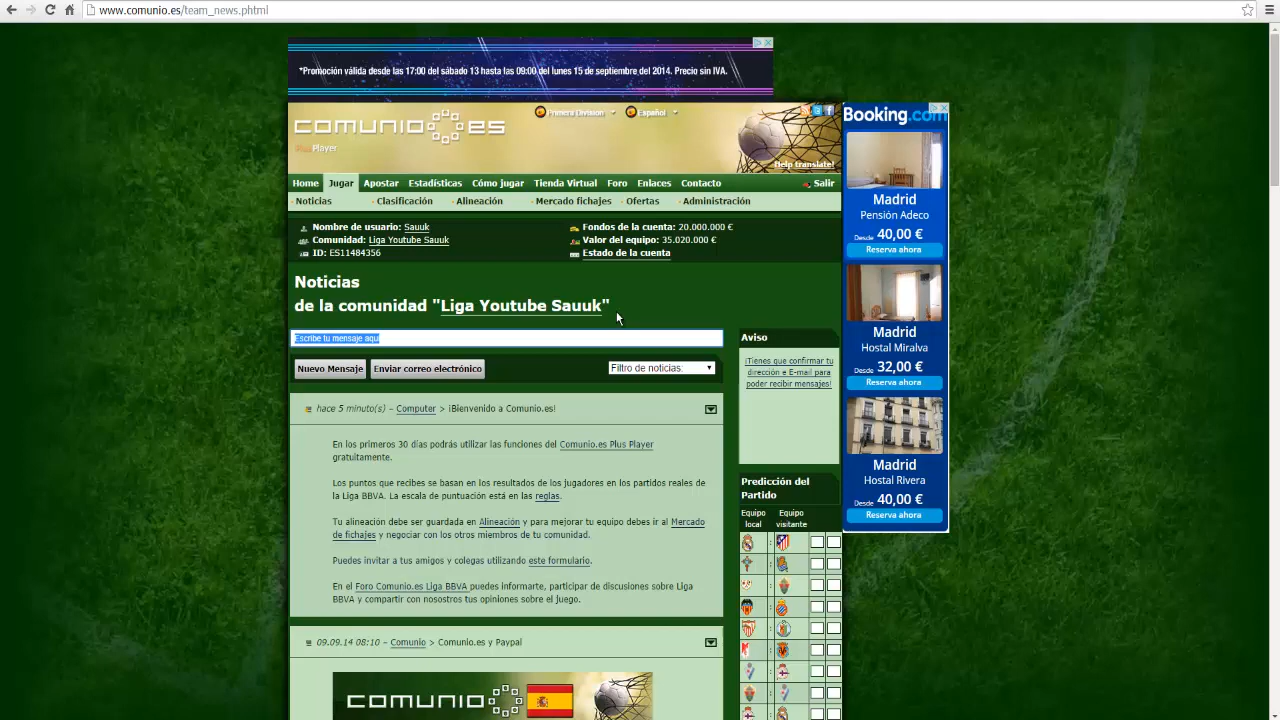 www.comunio.es/team_news.phtml
*Promoción válida desde las 17:00 del sábado 13 hasta las 09:00 del lunes 15 de septiembre del 2014. Precio sin IVA.
COMUNIO ES
PlusPlayer
Primera División
Español
Help translate!
Home Jugar Apostar Estadísticas Cómo jugar Tienda Virtual Foro Enlaces Contacto Salir
Noticias Clasificación Alineación Mercado fichajes Ofertas Administración
Nombre de usuario: Sauuk
Comunidad: Liga Youtube Sauuk
ID: ES11484356
Fondos de la cuenta: 20.000.000 €
Valor del equipo: 35.020.000 €
Estado de la cuenta
Noticias
de la comunidad "Liga Youtube Sauuk"
Escribe tu mensaje aquí
Nuevo Mensaje Enviar correo electrónico Filtro de noticias:
hace 5 minuto(s) – Computer > ¡Bienvenido a Comunio.es!
En los primeros 30 días podrás utilizar las funciones del Comunio.es Plus Player
gratuitamente.
Los puntos que recibes se basan en los resultados de los jugadores en los partidos reales de
la Liga BBVA. La escala de puntuación está en las reglas.
Tu alineación debe ser guardada en Alineación y para mejorar tu equipo debes ir al Mercado
de fichajes y negociar con los otros miembros de tu comunidad.
Puedes invitar a tus amigos y colegas utilizando este formulario.
En el Foro Comunio.es Liga BBVA puedes informarte, participar de discusiones sobre Liga
BBVA y compartir con nosostros tus opiniones sobre el juego.
09.09.14 08:10 – Comunio > Comunio.es y Paypal
COMUNIO
Aviso
¡Tienes que confirmar tu
dirección e E-mail para
poder recibir mensajes!
Predicción del
Partido
Equipo local Equipo visitante
:
:
:
:
:
:
:
:
:
Booking.com
Madrid
Pensión Adeco
Desde 40,00 €
Reserva ahora
Madrid
Hostal Miralva
Desde 32,00 €
Reserva ahora
Madrid
Hostal Rivera
Desde 40,00 €
Reserva ahora